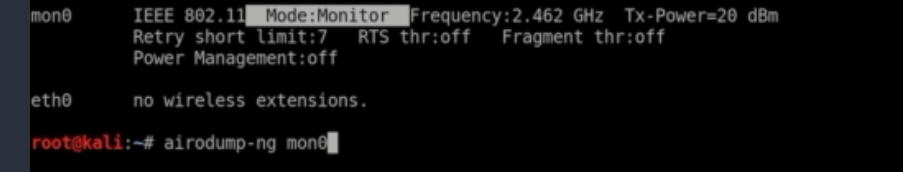 mon0 IEEE 802.11 Mode:Monitor Frequency:2.462 GHz Tx-Power=20 dBm
Retry short limit:7 RTS thr:off Fragment thr:off
Power Management:off
eth0 no wireless extensions.
root@kali:~# airodump-ng mon0